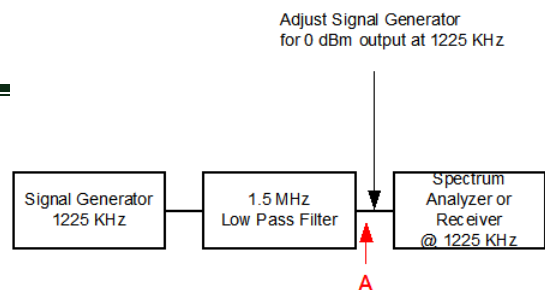 Adjust Signal Generator
for 0 dBm output at 1225 KHz
Signal Generator
1225 KHz
1.5 MHz
Low Pass Filter
Spectrum
Analyzer or
Receiver
@ 1225 KHz
A